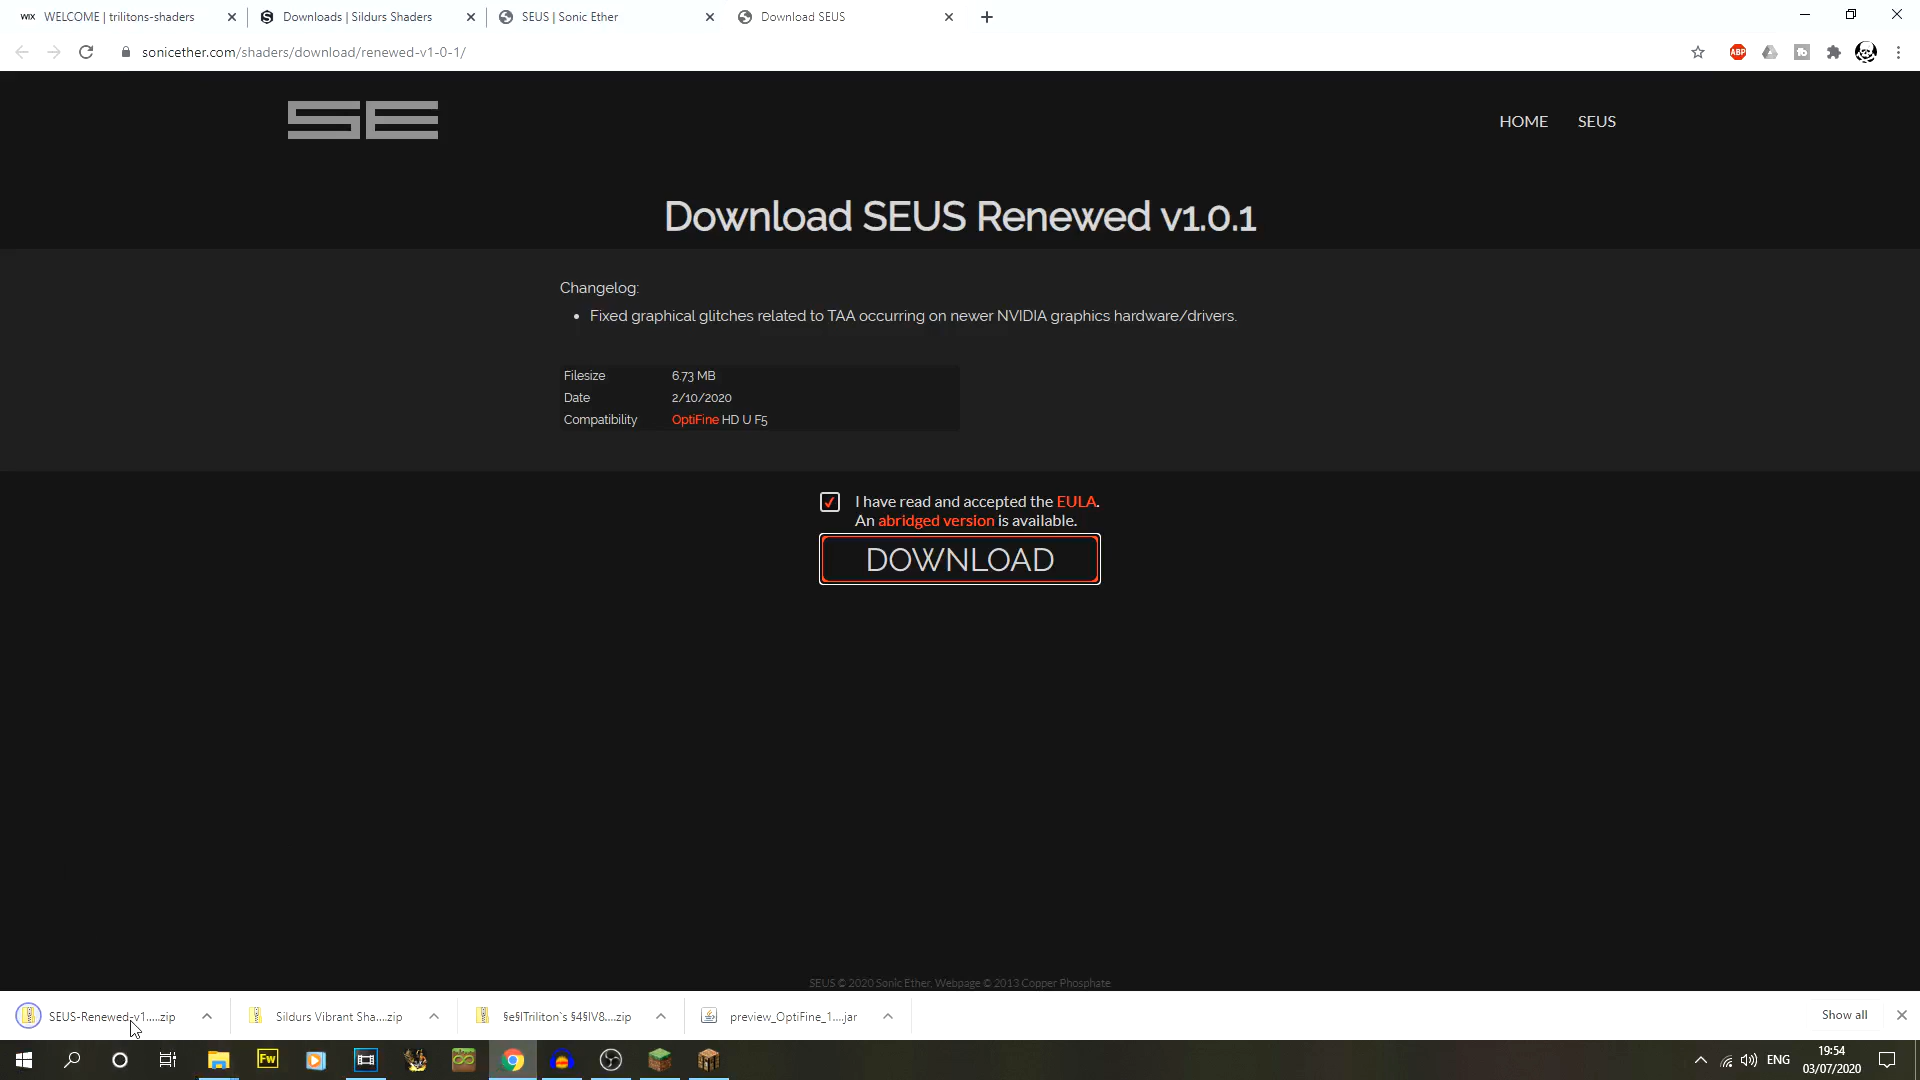 WIX WELCOME | trilitons-shaders
Downloads | Sildurs Shaders
SEUS | Sonic Ether
Download SEUS
sonicether.com/shaders/download/renewed-v1-0-1/
ABP
SE
HOME SEUS
Download SEUS Renewed v1.0.1
Changelog:
• Fixed graphical glitches related to TAA occurring on newer NVIDIA graphics hardware/drivers.
Filesize 6.73 MB
Date 2/10/2020
Compatibility OptiFine HD U F5
I have read and accepted the EULA.
An abridged version is available.
DOWNLOAD
SEUS © 2020 Sonic Ether, Webpage © 2013 Copper Phosphate
SEUS-Renewed-v1....zip
Sildurs Vibrant Sha....zip
§e§lTriliton`s §4§lV8....zip
preview_OptiFine_1....jar
Show all
Fw
ENG
19:54
03/07/2020